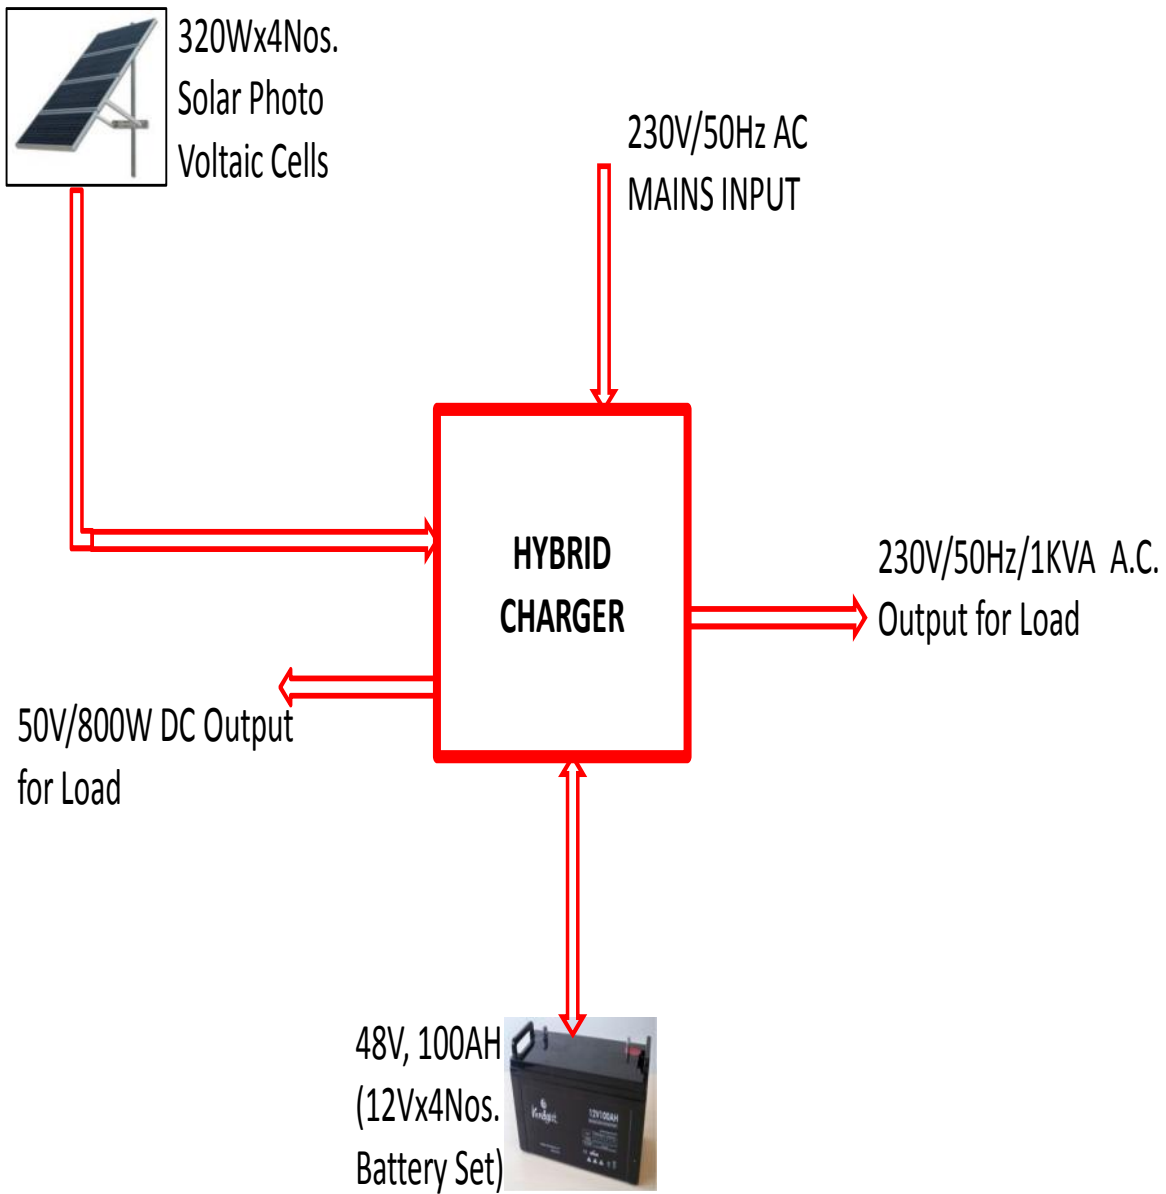 320Wx4Nos.
Solar Photo
Voltaic Cells
230V/50Hz AC
MAINS INPUT
HYBRID
CHARGER
230V/50Hz/1KVA A.C.
Output for Load
50V/800W DC Output
for Load
48V, 100AH
(12Vx4Nos.
Battery Set)
12V100AH